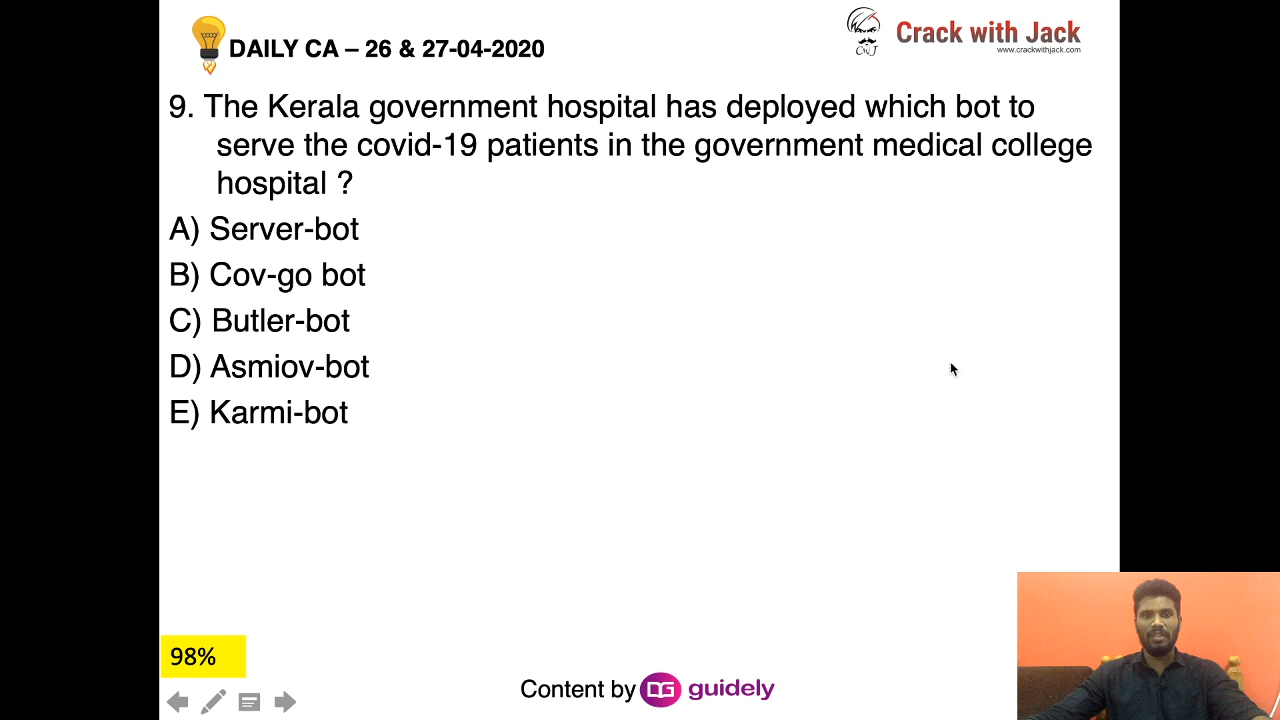 DAILY CA – 26 & 27-04-2020
CwJ
Crack with Jack
www.crackwithjack.com
9. The Kerala government hospital has deployed which bot to
serve the covid-19 patients in the government medical college
hospital ?
A) Server-bot
B) Cov-go bot
C) Butler-bot
D) Asmiov-bot
E) Karmi-bot
98%
Content by DG guidely